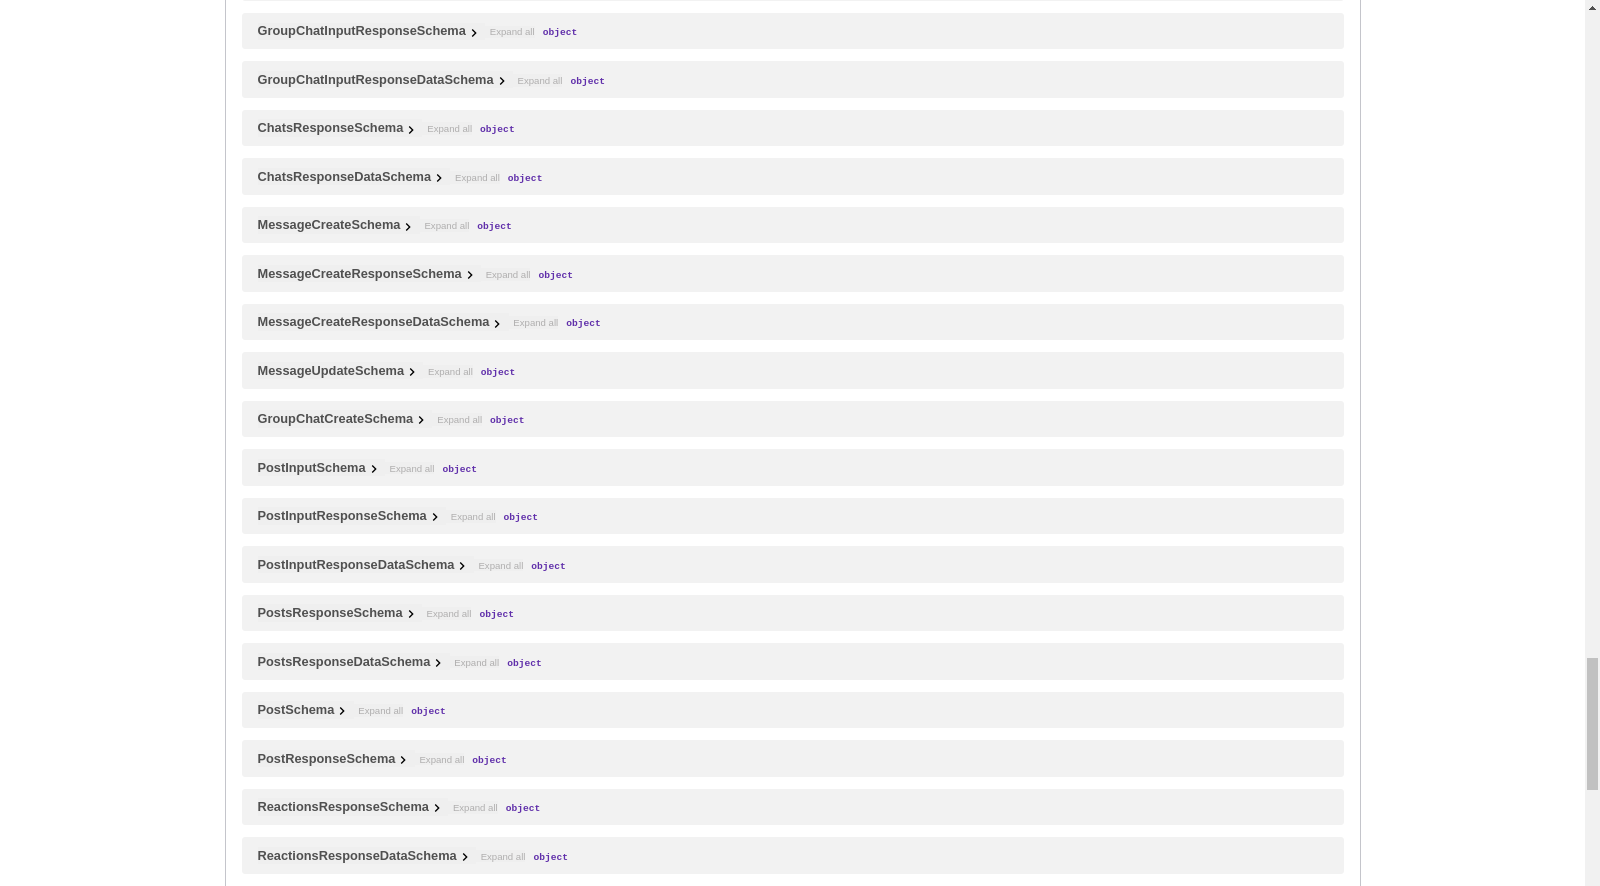 GroupChatInputResponseSchema Expand all object
GroupChatInputResponseDataSchema Expand all object
ChatsResponseSchema Expand all object
ChatsResponseDataSchema Expand all object
MessageCreateSchema Expand all object
MessageCreateResponseSchema Expand all object
MessageCreateResponseDataSchema Expand all object
MessageUpdateSchema Expand all object
GroupChatCreateSchema Expand all object
PostInputSchema Expand all object
PostInputResponseSchema Expand all object
PostInputResponseDataSchema Expand all object
PostsResponseSchema Expand all object
PostsResponseDataSchema Expand all object
PostSchema Expand all object
PostResponseSchema Expand all object
ReactionsResponseSchema Expand all object
ReactionsResponseDataSchema Expand all object